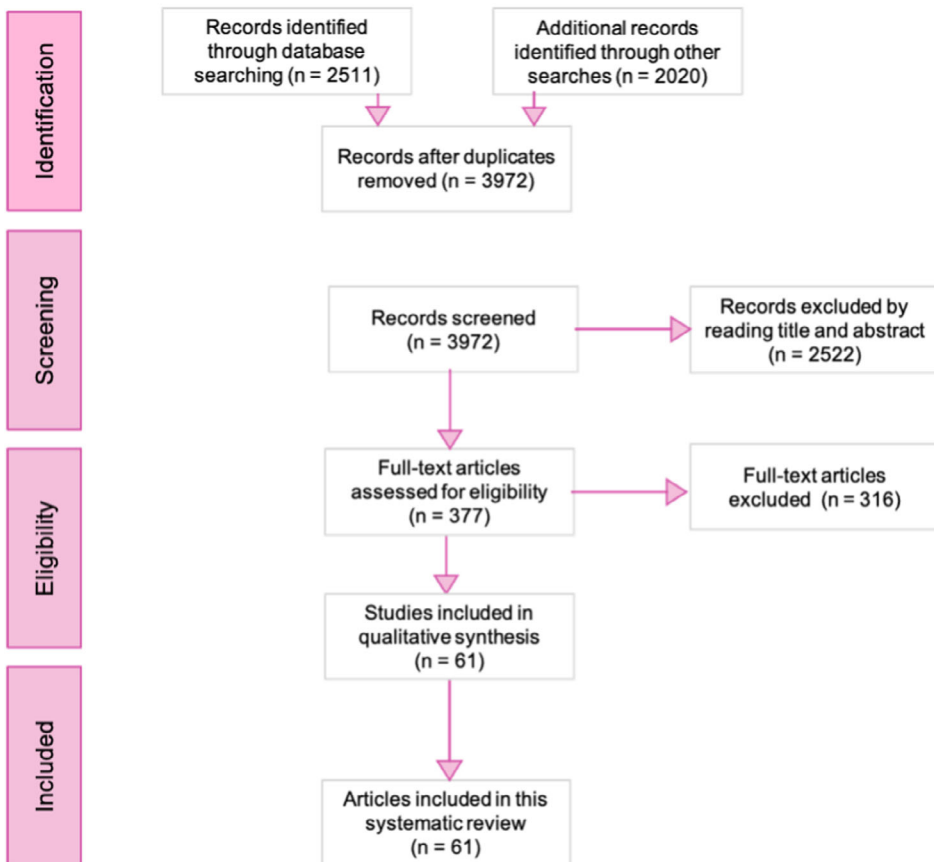 Identification
Records identified
through database
searching (n = 2511)
Additional records
identified through other
searches (n = 2020)
Records after duplicates
removed (n = 3972)
Screening
Records screened
(n = 3972)
Records excluded by
reading title and abstract
(n = 2522)
Eligibility
Full-text articles
assessed for eligibility
(n = 377)
Full-text articles
excluded (n = 316)
Studies included in
qualitative synthesis
(n = 61)
Included
Articles included in this
systematic review
(n = 61)